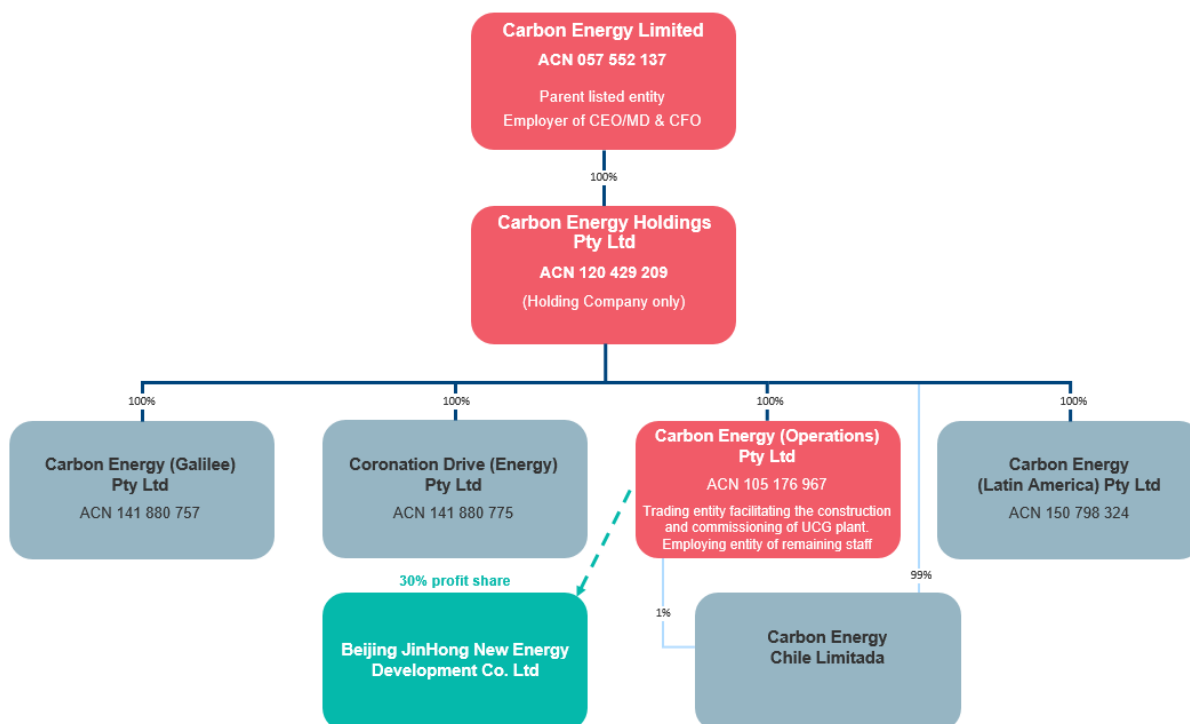 Carbon Energy Limited
ACN 057 552 137
Parent listed entity
Employer of CEO/MD & CFO
100%
Carbon Energy Holdings
Pty Ltd
ACN 120 429 209
(Holding Company only)
100%
100%
100%
100%
Carbon Energy (Galilee)
Pty Ltd
ACN 141 880 757
Coronation Drive (Energy)
Pty Ltd
ACN 141 880 775
Carbon Energy (Operations)
Pty Ltd
ACN 105 176 967
Trading entity facilitating the construction
and commissioning of UCG plant.
Employing entity of remaining staff
Carbon Energy
(Latin America) Pty Ltd
ACN 150 798 324
30% profit share
99%
1%
Beijing JinHong New Energy
Development Co. Ltd
Carbon Energy
Chile Limitada